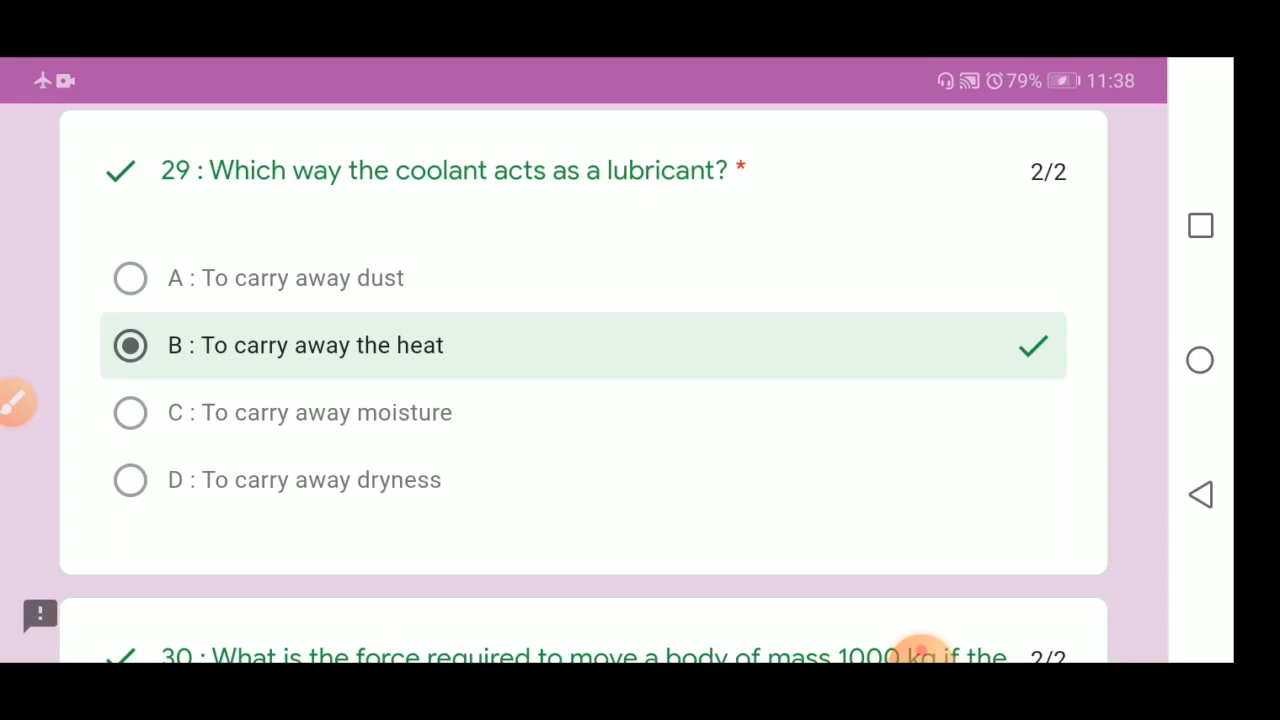 79% 11:38
29 : Which way the coolant acts as a lubricant? * 2/2
A : To carry away dust
B : To carry away the heat
C : To carry away moisture
D : To carry away dryness
30 : What is the force required to move a body of mass 1000 kg if the 2/2